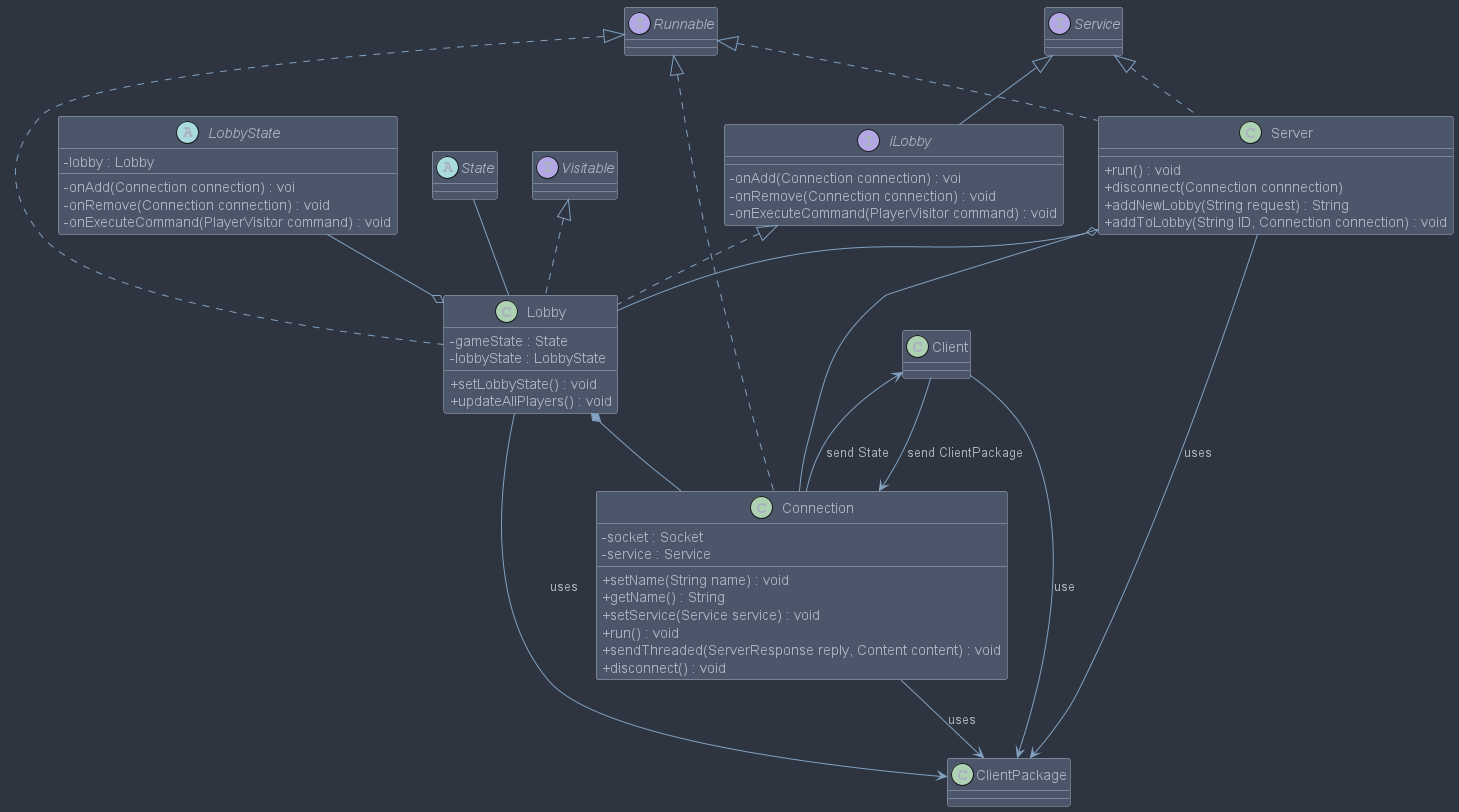 Runnable
Service
A LobbyState
-lobby : Lobby
-onAdd(Connection connection) : voi
-onRemove(Connection connection) : void
-onExecuteCommand(PlayerVisitor command) : void
A State
Visitable
iLobby
-onAdd(Connection connection) : voi
-onRemove(Connection connection) : void
-onExecuteCommand(PlayerVisitor command) : void
C Server
+run() : void
+disconnect(Connection connnection)
+addNewLobby(String request) : String
+addToLobby(String ID, Connection connection) : void
C Lobby
-gameState : State
-lobbyState : LobbyState
+setLobbyState() : void
+updateAllPlayers() : void
C Client
send State
send ClientPackage
uses
C Connection
-socket : Socket
-service : Service
+setName(String name) : void
+getName() : String
+setService(Service service) : void
+run() : void
+sendThreaded(ServerResponse reply, Content content) : void
+disconnect() : void
uses
use
uses
C ClientPackage